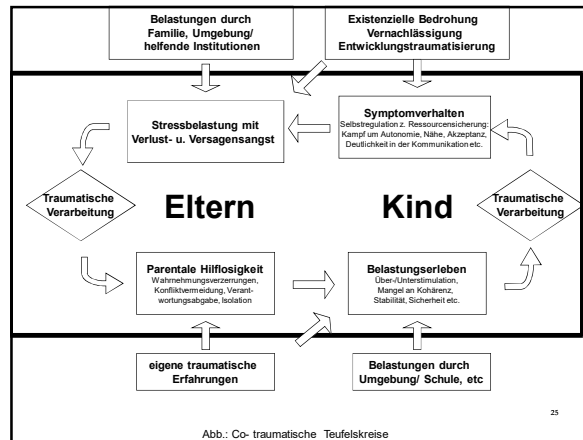 Belastungen durch
Familie, Umgebung/
helfende Institutionen
Existenzielle Bedrohung
Vernachlässigung
Entwicklungstraumatisierung
Stressbelastung mit
Verlust- u. Versagensangst
Symptomverhalten
Selbstregulation z. Ressourcensicherung:
Kampf um Autonomie, Nähe, Akzeptanz,
Deutlichkeit in der Kommunikation etc.
Traumatische
Verarbeitung
Eltern
Kind
Traumatische
Verarbeitung
Parentale Hilflosigkeit
Wahrnehmungsverzerrungen,
Konfliktvermeidung, Verant-
wortungsabgabe, Isolation
Belastungserleben
Über-/Unterstimulation,
Mangel an Kohärenz,
Stabilität, Sicherheit etc.
eigene traumatische
Erfahrungen
Belastungen durch
Umgebung/ Schule, etc
25
Abb.: Co- traumatische Teufelskreise